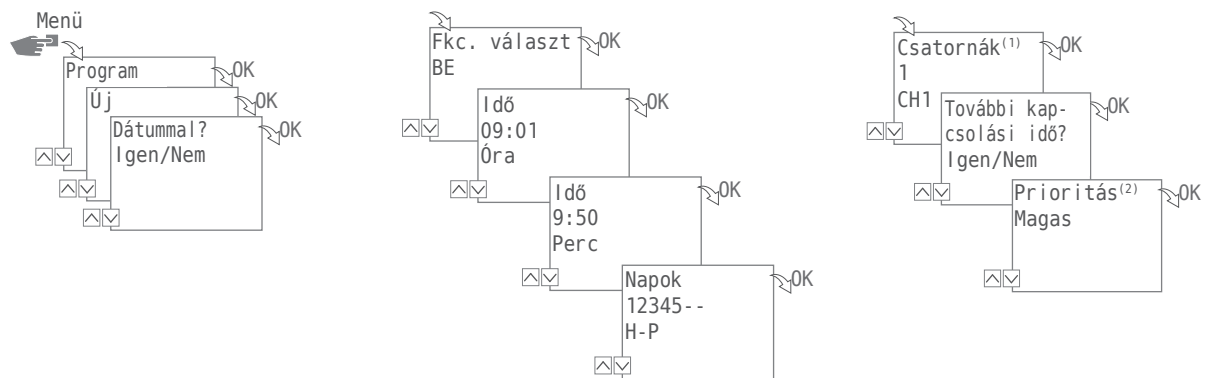 Menü
Program
OK
Új
OK
Dátummal?
OK
Igen/Nem
Fkc. választ
OK
BE
Idő
OK
09:01
Óra
Idő
OK
9:50
Perc
Napok
OK
12345--
H-P
Csatornák(1)
OK
1
CH1
További kap-
OK
csolási idő?
Igen/Nem
Prioritás(2)
OK
Magas